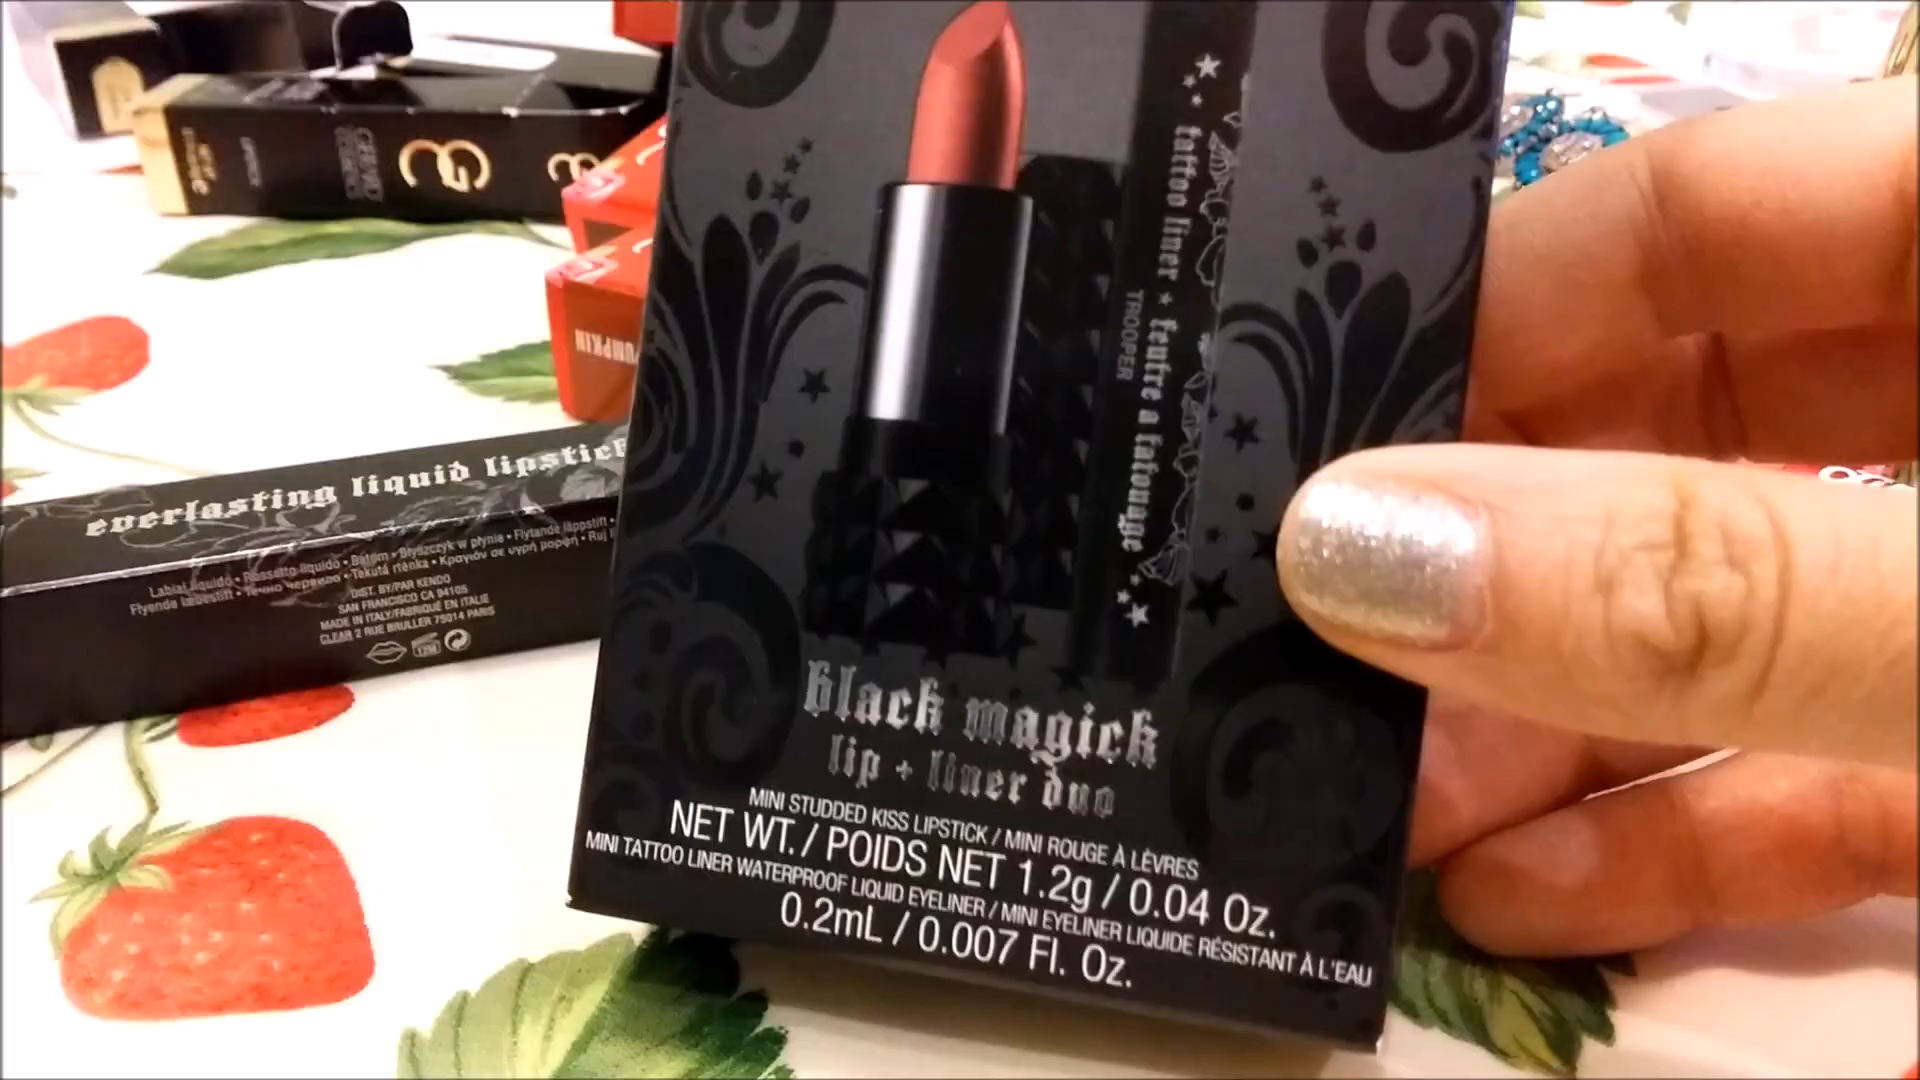 tattoo liner * feutre a tatouage
TROOPER
black magick
lip + liner duo
MINI STUDDED KISS LIPSTICK / MINI ROUGE À LÈVRES
NET WT. / POIDS NET 1.2g / 0.04 Oz.
MINI TATTOO LINER WATERPROOF LIQUID EYELINER / MINI EYELINER LIQUIDE RÉSISTANT À L'EAU
0.2mL / 0.007 Fl. Oz.
everlasting liquid lipstick
Labial líquido • Rossetto liquido • Batom • Błyszczyk w płynie • Flytande läppstift •
Flyende læbestift • Течно червило • Tekutá rtěnka • Κραγιόν σε υγρή μορφή • Ruj
DIST. BY/PAR KENDO
SAN FRANCISCO CA 94105
MADE IN ITALY/FABRIQUÉ EN ITALIE
CLEAR 2 RUE BRULLER 75014 PARIS
12M
PUMPKIN